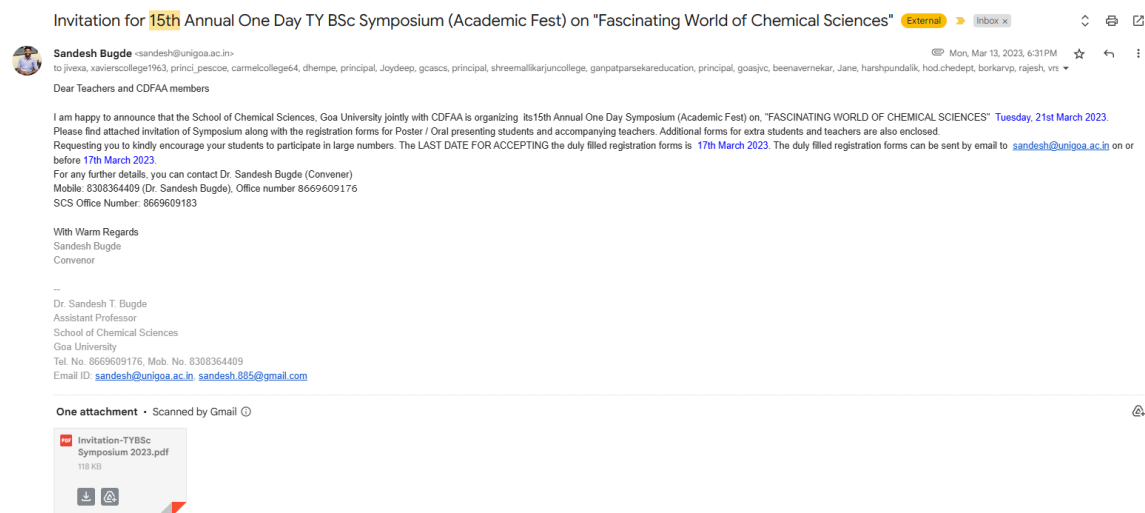 Invitation for 15th Annual One Day TY BSc Symposium (Academic Fest) on "Fascinating World of Chemical Sciences" External Inbox x
Sandesh Bugde <sandesh@unigoa.ac.in> Mon, Mar 13, 2023, 6:31 PM
to jivexa, xavierscollege1963, princi_pescoe, carmelcollege64, dhempe, principal, Joydeep, gcascs, principal, shreemallikarjuncollege, ganpatparsekareducation, principal, goasjvc, beenavernekar, Jane, harshpundalik, hod.chedept, borkarvp, rajesh, vrs
Dear Teachers and CDFAA members
I am happy to announce that the School of Chemical Sciences, Goa University jointly with CDFAA is organizing its15th Annual One Day Symposium (Academic Fest) on, "FASCINATING WORLD OF CHEMICAL SCIENCES" Tuesday, 21st March 2023.
Please find attached invitation of Symposium along with the registration forms for Poster / Oral presenting students and accompanying teachers. Additional forms for extra students and teachers are also enclosed.
Requesting you to kindly encourage your students to participate in large numbers. The LAST DATE FOR ACCEPTING the duly filled registration forms is 17th March 2023. The duly filled registration forms can be sent by email to sandesh@unigoa.ac.in on or
before 17th March 2023.
For any further details, you can contact Dr. Sandesh Bugde (Convener)
Mobile: 8308364409 (Dr. Sandesh Bugde), Office number 8669609176
SCS Office Number: 8669609183
With Warm Regards
Sandesh Bugde
Convenor
--
Dr. Sandesh T. Bugde
Assistant Professor
School of Chemical Sciences
Goa University
Tel. No. 8669609176, Mob. No. 8308364409
Email ID: sandesh@unigoa.ac.in, sandesh.885@gmail.com
One attachment • Scanned by Gmail
PDF Invitation-TYBSc
Symposium 2023.pdf
118 KB